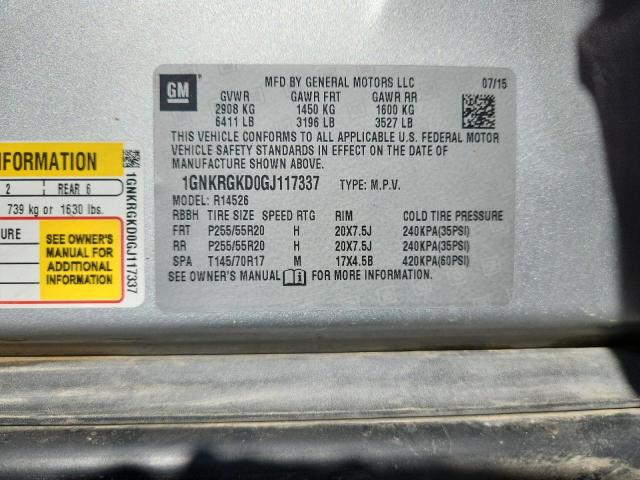 GM
MFD BY GENERAL MOTORS LLC 07/15
GVWR GAWR FRT GAWR RR
2908 KG 1450 KG 1600 KG
6411 LB 3196 LB 3527 LB
THIS VEHICLE CONFORMS TO ALL APPLICABLE U.S. FEDERAL MOTOR
VEHICLE SAFETY STANDARDS IN EFFECT ON THE DATE OF
MANUFACTURE SHOWN ABOVE.
1GNKRGKD0GJ117337 TYPE: M.P.V.
MODEL: R14526
RBBH TIRE SIZE SPEED RTG RIM COLD TIRE PRESSURE
FRT P255/55R20 H 20X7.5J 240KPA(35PSI)
RR P255/55R20 H 20X7.5J 240KPA(35PSI)
SPA T145/70R17 M 17X4.5B 420KPA(60PSI)
SEE OWNER'S MANUAL i FOR MORE INFORMATION.
NFORMATION
2 REAR 6
739 kg or 1630 lbs.
URE
SEE OWNER'S
MANUAL FOR
ADDITIONAL
INFORMATION
1GNKRGKD0GJ117337